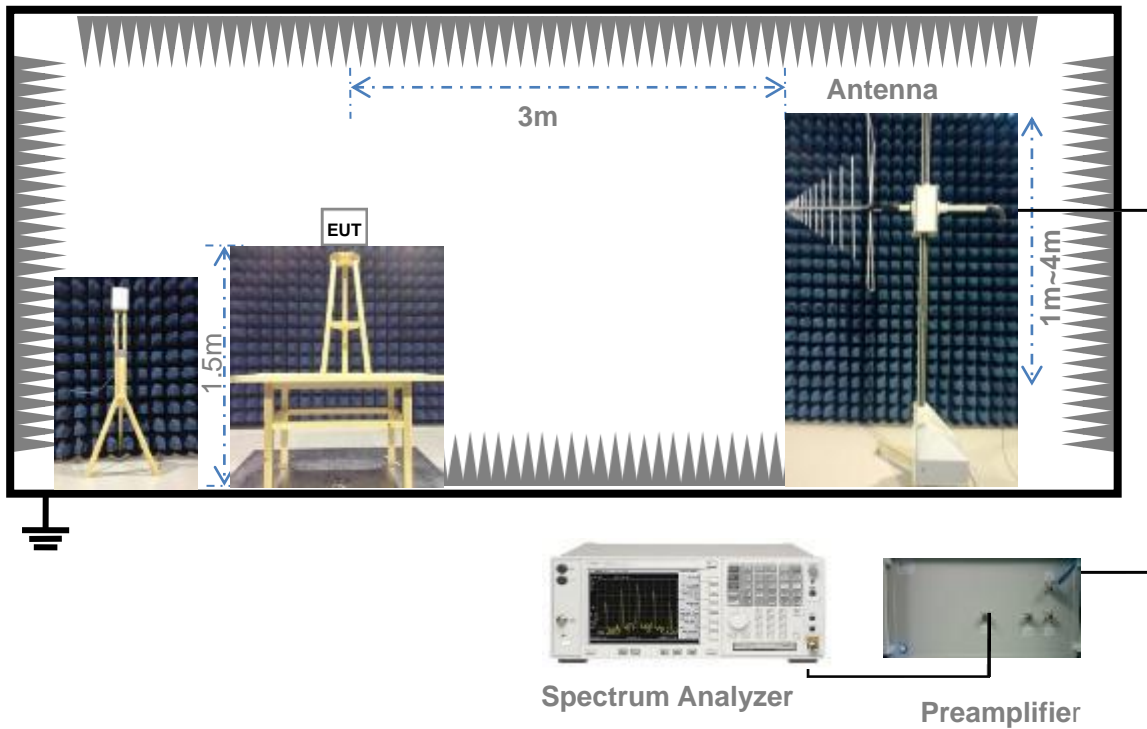 Antenna
3m
EUT
1m~4m
1.5m
Spectrum Analyzer
Preamplifier